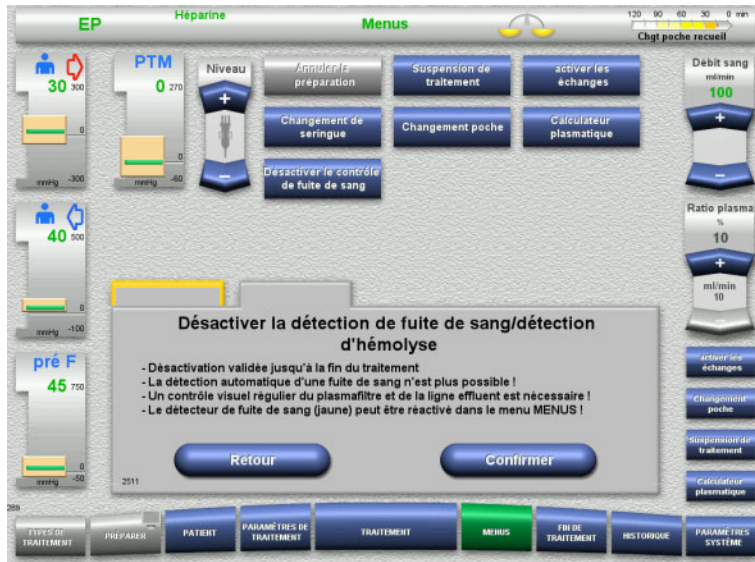 EP
Héparine
Menus
120 90 60 30 0 min
Chgt poche recueil
30 300
0
mmHg -300
PTM
0 270
0
mmHg -60
Niveau
+
−
Annuler la préparation
Suspension de traitement
activer les échanges
Changement de seringue
Changement poche
Calculateur plasmatique
Désactiver le contrôle de fuite de sang
Débit sang
ml/min
100
+
−
40 500
0
mmHg -100
Ratio plasma
%
10
+
ml/min
10
pré F
45 750
0
mmHg -50
Désactiver la détection de fuite de sang/détection
d'hémolyse
- Désactivation validée jusqu'à la fin du traitement
- La détection automatique d'une fuite de sang n'est plus possible !
- Un contrôle visuel régulier du plasmafiltre et de la ligne effluent est nécessaire !
- Le détecteur de fuite de sang (jaune) peut être réactivé dans le menu MENUS !
Retour
Confirmer
2511
activer les échanges
Changement poche
Suspension de traitement
Calculateur plasmatique
269
TYPES DE TRAITEMENT
PRÉPARER
PATIENT
PARAMÈTRES DE TRAITEMENT
TRAITEMENT
MENUS
FIN DE TRAITEMENT
HISTORIQUE
PARAMÈTRES SYSTÈME